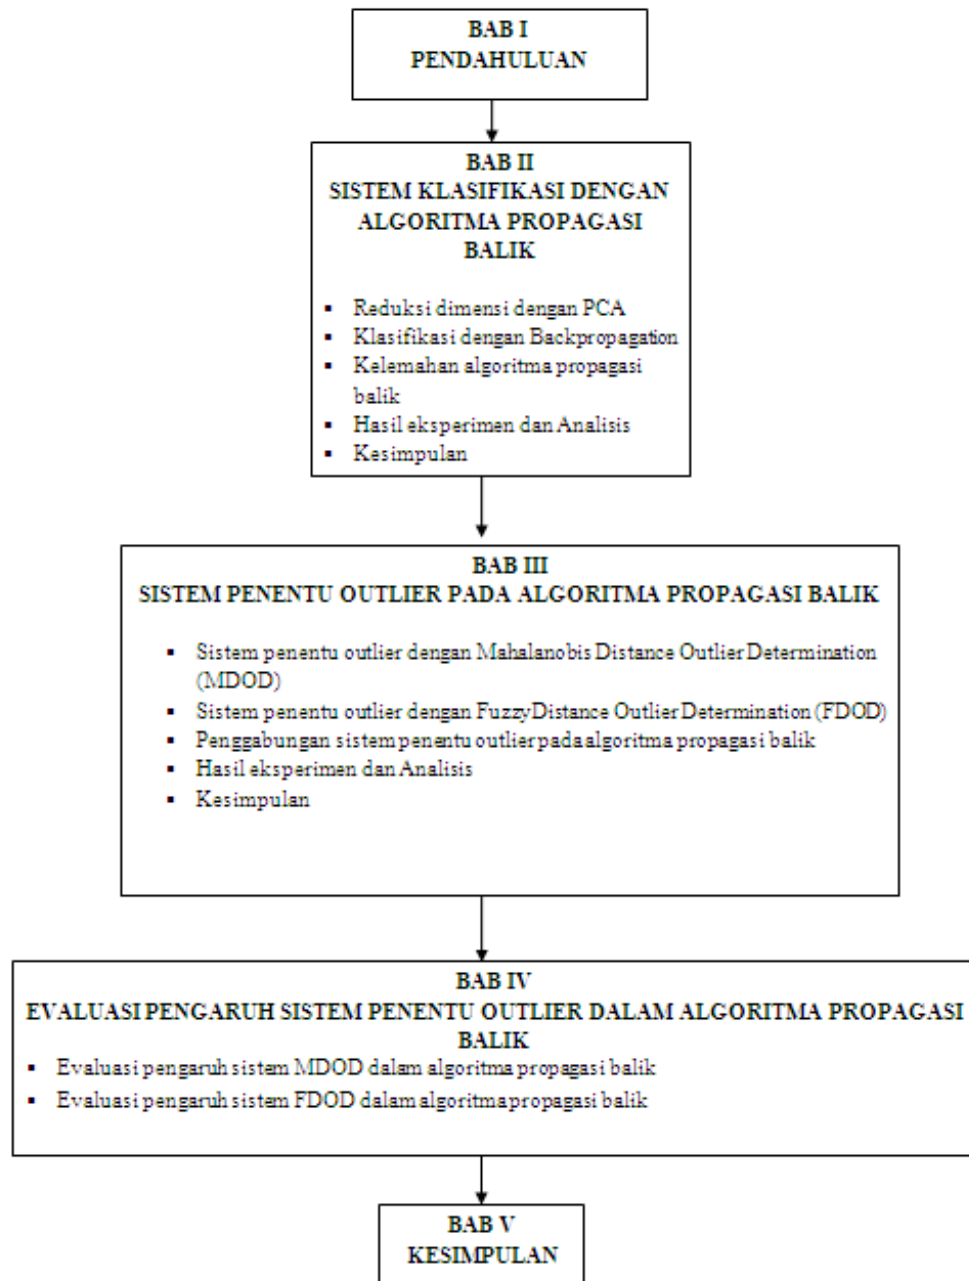 BAB I
PENDAHULUAN
BAB II
SISTEM KLASIFIKASI DENGAN
ALGORITMA PROPAGASI
BALIK
▪ Reduksi dimensi dengan PCA
▪ Klasifikasi dengan Backpropagation
▪ Kelemahan algoritma propagasi
balik
▪ Hasil eksperimen dan Analisis
▪ Kesimpulan
BAB III
SISTEM PENENTU OUTLIER PADA ALGORITMA PROPAGASI BALIK
▪ Sistem penentu outlier dengan Mahalanobis Distance Outlier Determination
(MDOD)
▪ Sistem penentu outlier dengan Fuzzy Distance Outlier Determination (FDOD)
▪ Penggabungan sistem penentu outlier pada algoritma propagasi balik
▪ Hasil eksperimen dan Analisis
▪ Kesimpulan
BAB IV
EVALUASI PENGARUH SISTEM PENENTU OUTLIER DALAM ALGORITMA PROPAGASI
BALIK
▪ Evaluasi pengaruh sistem MDOD dalam algoritma propagasi balik
▪ Evaluasi pengaruh sistem FDOD dalam algoritma propagasi balik
BAB V
KESIMPULAN